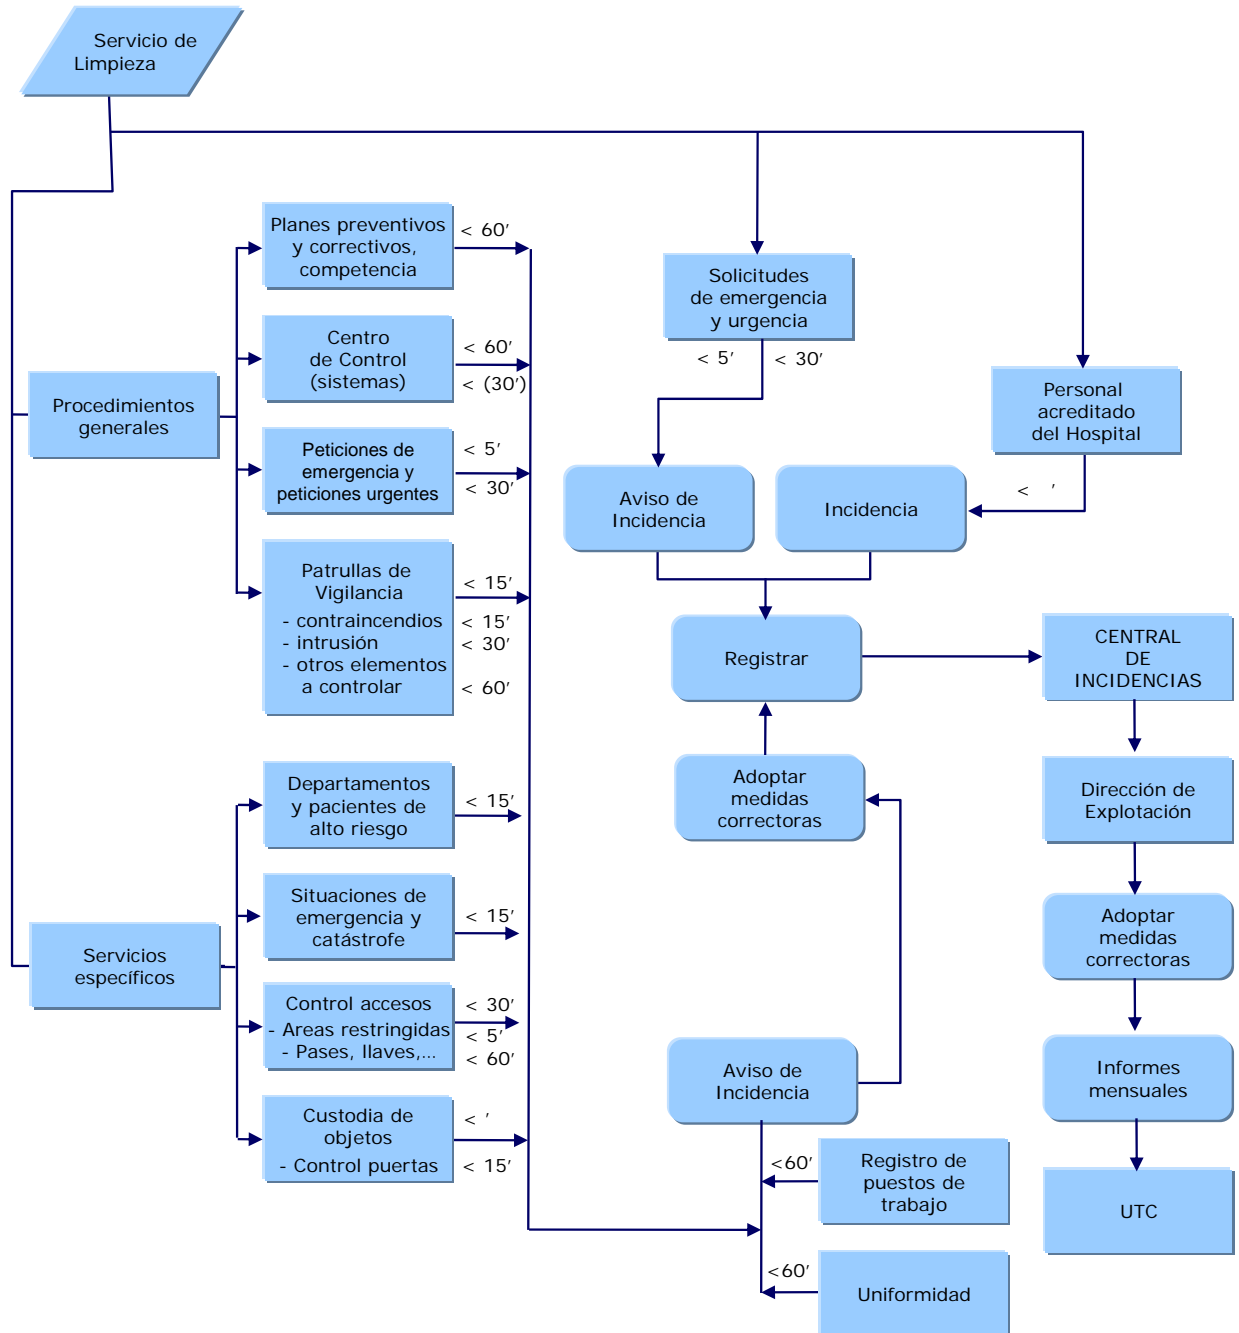 Servicio de
Limpieza
Planes preventivos
y correctivos,
competencia
< 60′
Centro
de Control
(sistemas)
< 60′
< (30′)
Procedimientos
generales
Peticiones de
emergencia y
peticiones urgentes
< 5′
< 30′
Patrullas de
Vigilancia
- contraincendios
- intrusión
- otros elementos
a controlar
< 15′
< 15′
< 30′
< 60′
Departamentos
y pacientes de
alto riesgo
< 15′
Situaciones de
emergencia y
catástrofe
< 15′
Servicios
específicos
Control accesos
- Areas restringidas
- Pases, llaves,...
< 30′
< 5′
< 60′
Custodia de
objetos
- Control puertas
< ′
< 15′
Solicitudes
de emergencia
y urgencia
< 5′
< 30′
Personal
acreditado
del Hospital
< ′
Aviso de
Incidencia
Incidencia
Registrar
CENTRAL
DE
INCIDENCIAS
Adoptar
medidas
correctoras
Dirección de
Explotación
Adoptar
medidas
correctoras
Aviso de
Incidencia
Informes
mensuales
<60′
Registro de
puestos de
trabajo
UTC
<60′
Uniformidad